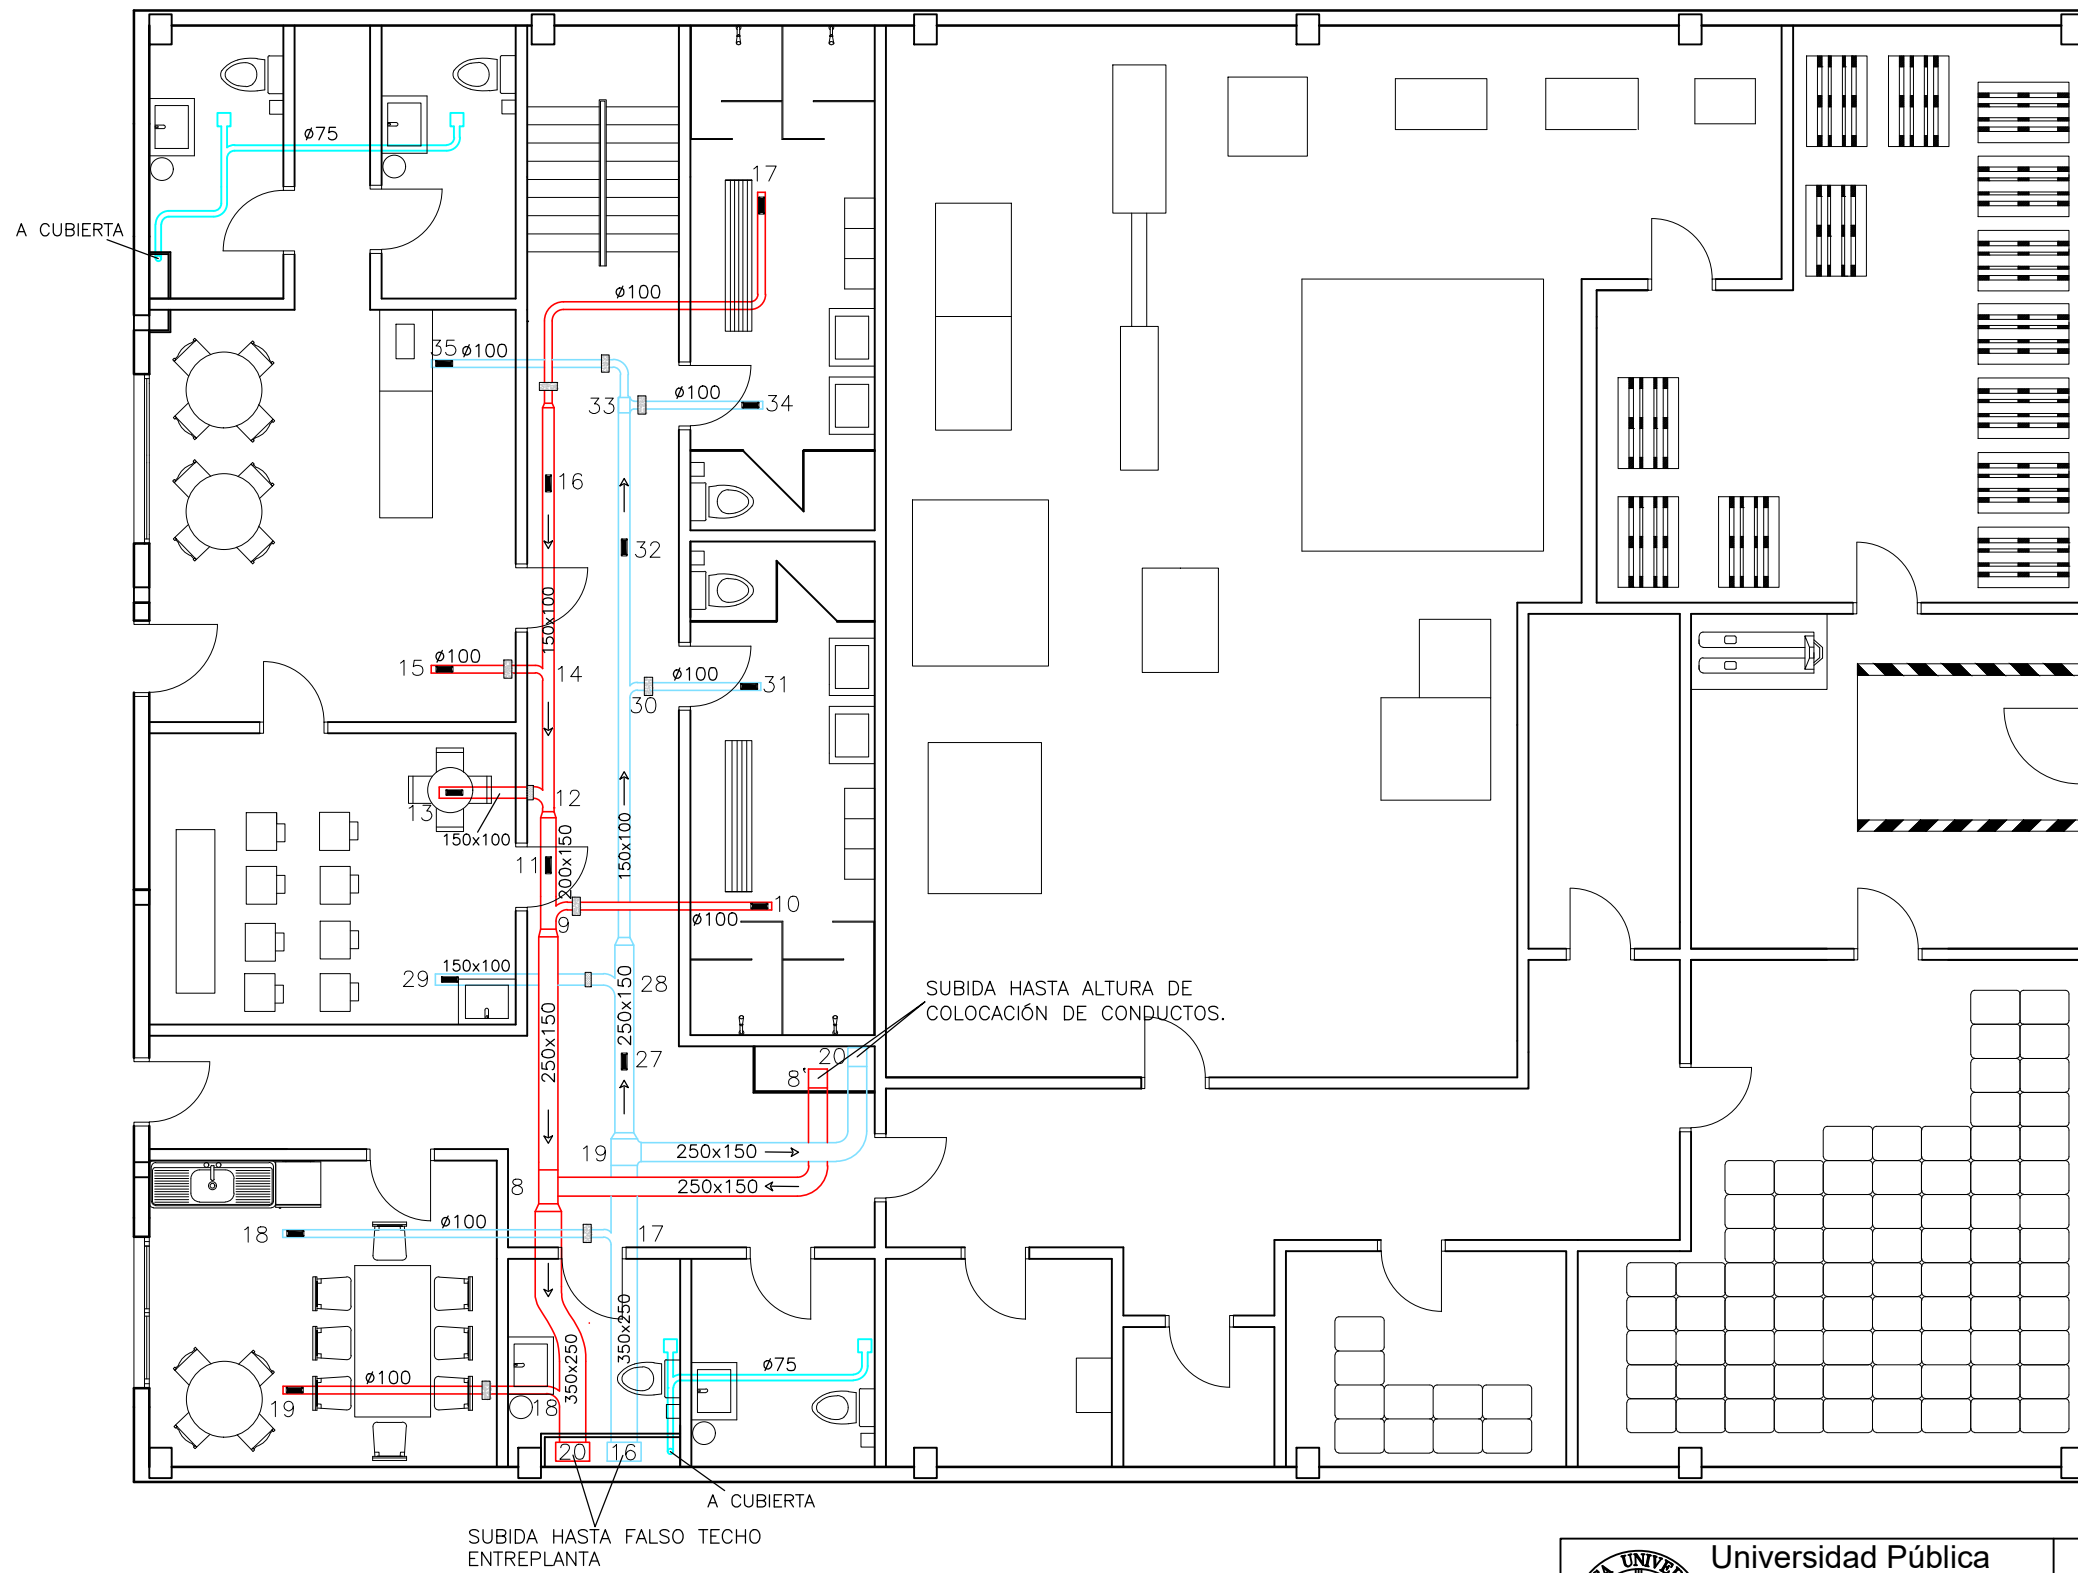 ø75
17
A CUBIERTA
ø100
35
ø100
33
ø100
34
16
32
150x100
15
ø100
14
ø100
31
30
13
12
150x100
11
200x150
150x100
10
9
ø100
29
150x100
28
250x150
250x150
SUBIDA HASTA ALTURA DE
COLOCACIÓN DE CONDUCTOS.
27
20
8'
19
250x150
250x150
8
18
ø100
17
350x250
350x250
ø75
ø100
19
18
20
16
A CUBIERTA
SUBIDA HASTA FALSO TECHO
ENTREPLANTA
Universidad Pública